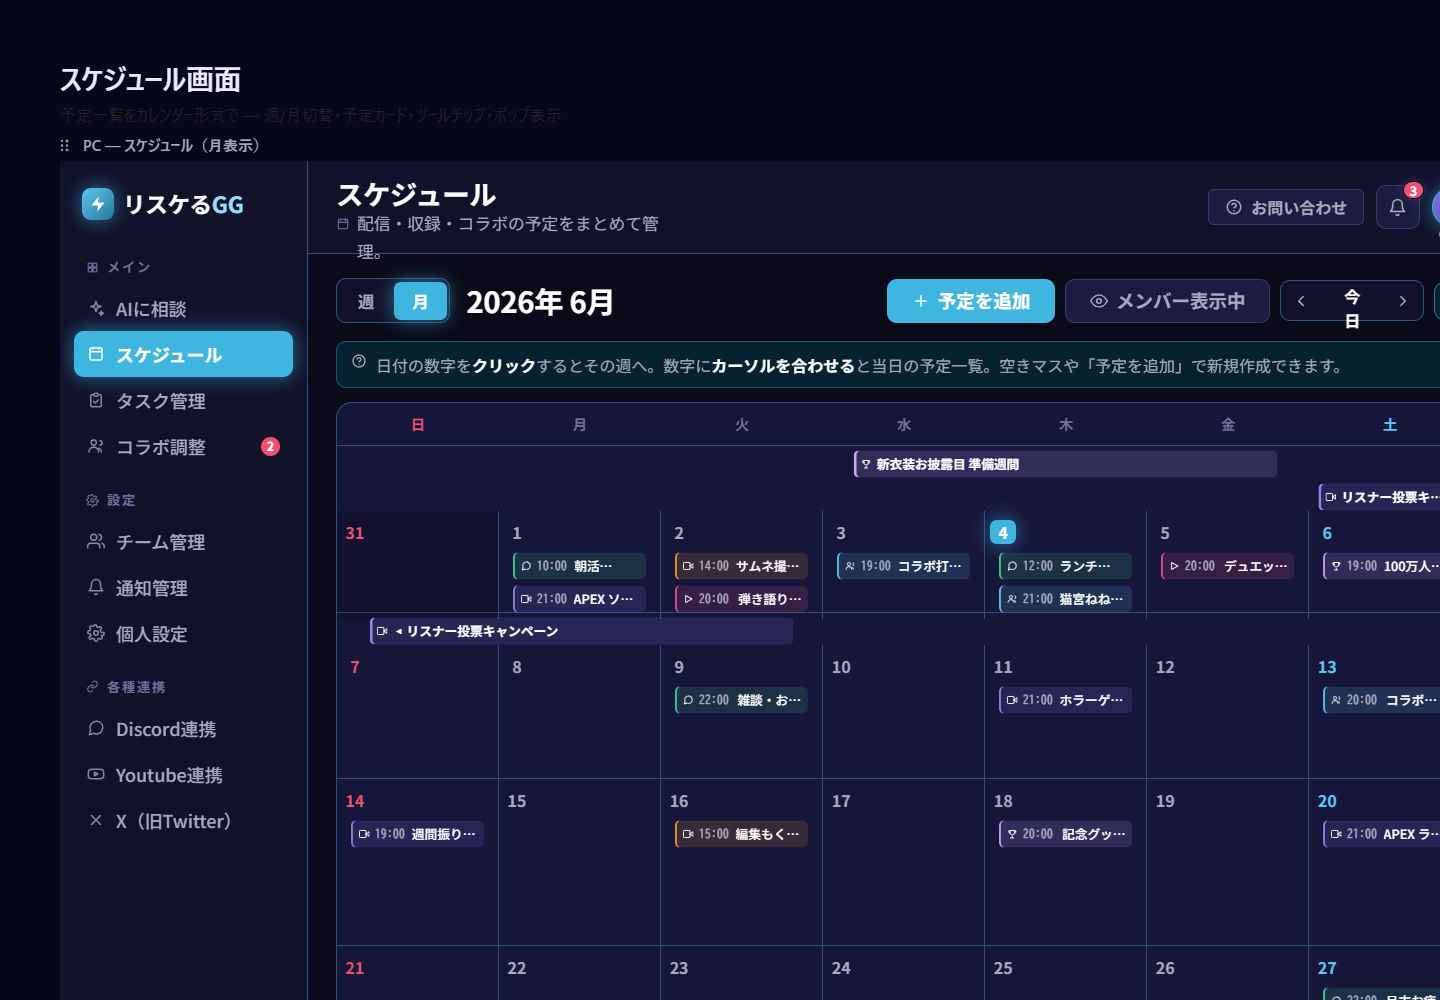 スケジュール画面
予定一覧をカレンダー形式で — 週/月切替・予定カード・ツールチップ・ポップ表示
PC — スケジュール（月表示）
リスケるGG
メイン
AIに相談
スケジュール
タスク管理
コラボ調整 2
設定
チーム管理
通知管理
個人設定
各種連携
Discord連携
Youtube連携
X（旧Twitter）
スケジュール
配信・収録・コラボの予定をまとめて管
理。
お問い合わせ
3
週 月 2026年 6月
＋ 予定を追加
メンバー表示中
今
日
日付の数字をクリックするとその週へ。数字にカーソルを合わせると当日の予定一覧。空きマスや「予定を追加」で新規作成できます。
日 月 火 水 木 金 土
新衣装お披露目 準備週間
リスナー投票キ…
31 1 2 3 4 5 6
10:00 朝活… 14:00 サムネ撮… 19:00 コラボ打… 12:00 ランチ… 20:00 デュエッ… 19:00 100万人…
21:00 APEX ソ… 20:00 弾き語り… 21:00 猫宮ねね…
◂ リスナー投票キャンペーン
7 8 9 10 11 12 13
22:00 雑談・お… 21:00 ホラーゲ… 20:00 コラボ…
14 15 16 17 18 19 20
19:00 週間振り… 15:00 編集もく… 20:00 記念グッ… 21:00 APEX ラ…
21 22 23 24 25 26 27